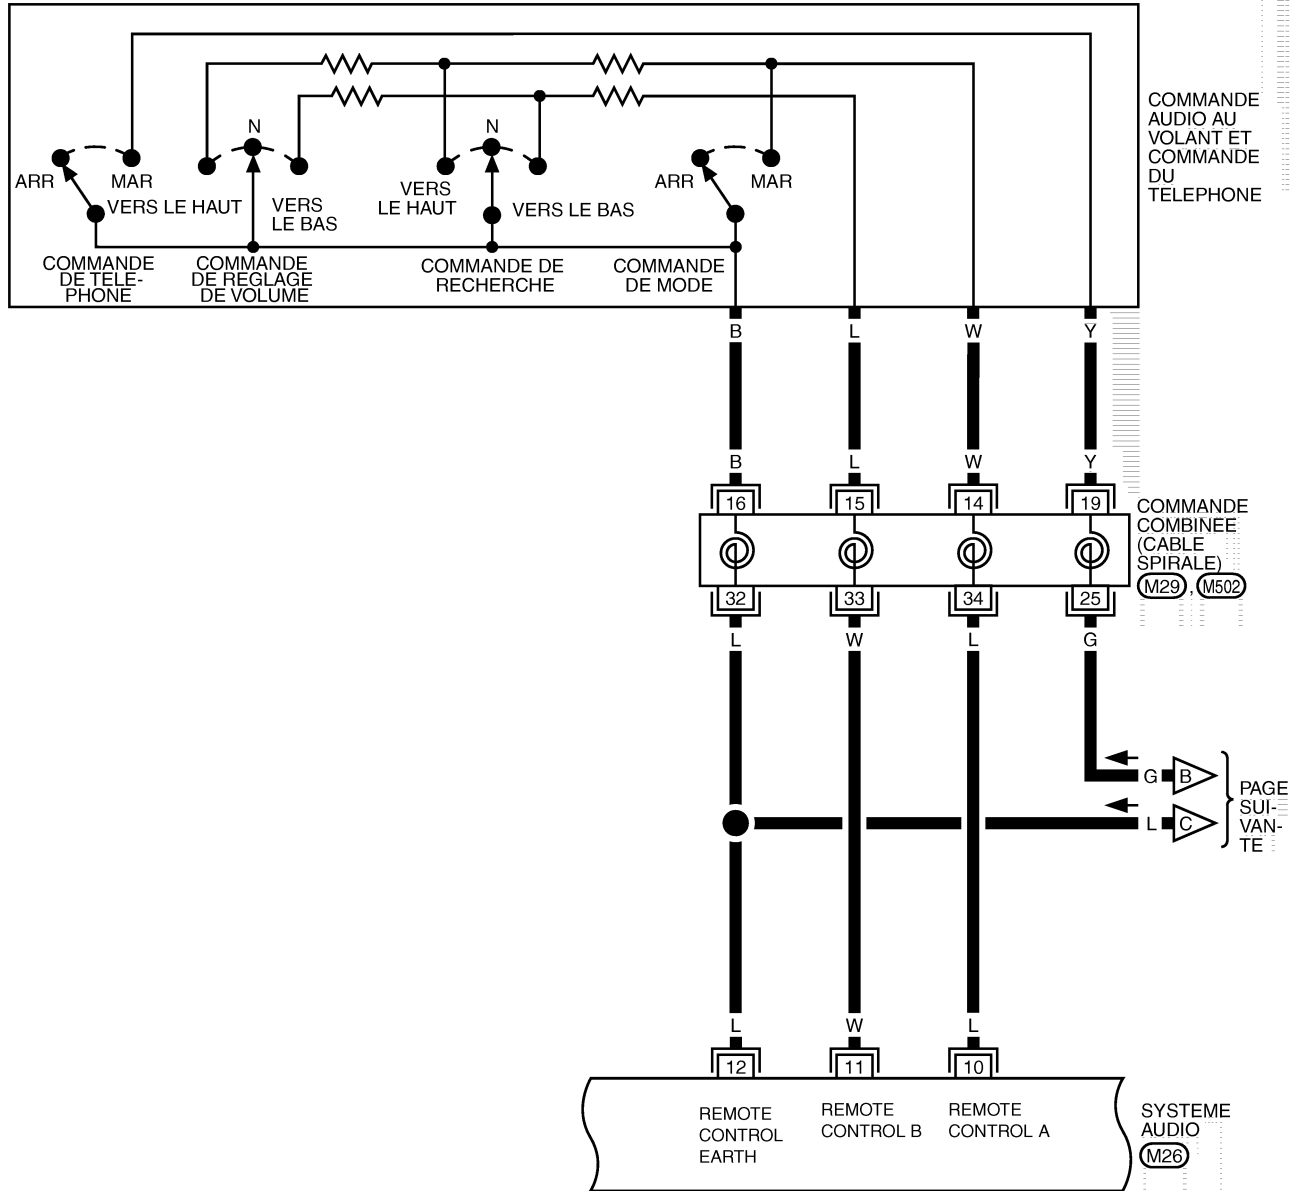 COMMANDE
AUDIO AU
VOLANT ET
COMMANDE
DU
TELEPHONE
N
N
ARR
MAR
VERS LE HAUT
VERS
LE BAS
VERS
LE HAUT
VERS LE BAS
ARR
MAR
COMMANDE
DE TELE-
PHONE
COMMANDE
DE REGLAGE
DE VOLUME
COMMANDE DE
RECHERCHE
COMMANDE
DE MODE
B L W Y
B L W Y
16 15 14 19
COMMANDE
COMBINEE
(CABLE
SPIRALE)
M29 , M502
32 33 34 25
L W L G
G B
L C
PAGE
SUI-
VAN-
TE
L W L
12 11 10
REMOTE
CONTROL
EARTH
REMOTE
CONTROL B
REMOTE
CONTROL A
SYSTEME
AUDIO
M26